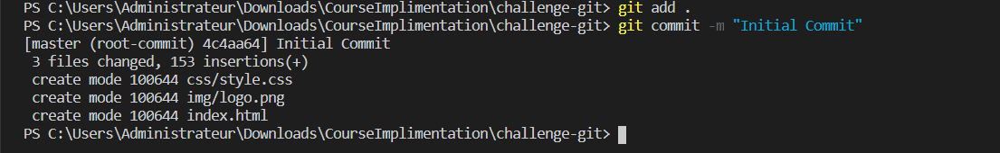 PS C:\Users\Administrateur\Downloads\CourseImplimentation\challenge-git> git add .
PS C:\Users\Administrateur\Downloads\CourseImplimentation\challenge-git> git commit -m "Initial Commit"
[master (root-commit) 4c4aa64] Initial Commit
 3 files changed, 153 insertions(+)
 create mode 100644 css/style.css
 create mode 100644 img/logo.png
 create mode 100644 index.html
PS C:\Users\Administrateur\Downloads\CourseImplimentation\challenge-git>